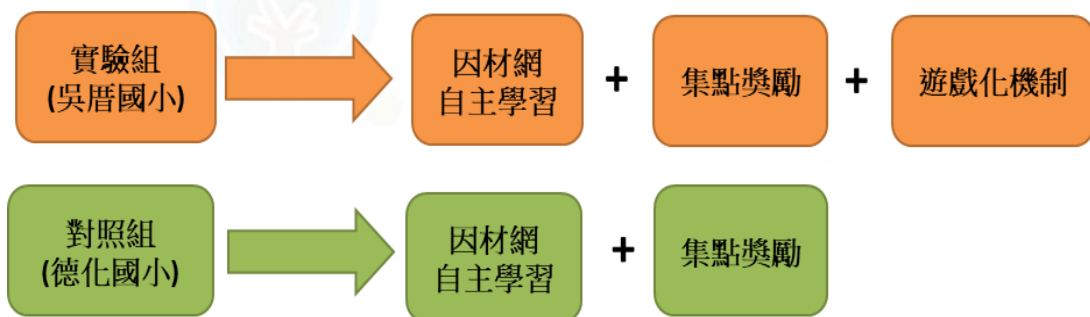 實驗組
(吳厝國小)
因材網
自主學習
+
集點獎勵
+
遊戲化機制
對照組
(德化國小)
因材網
自主學習
+
集點獎勵